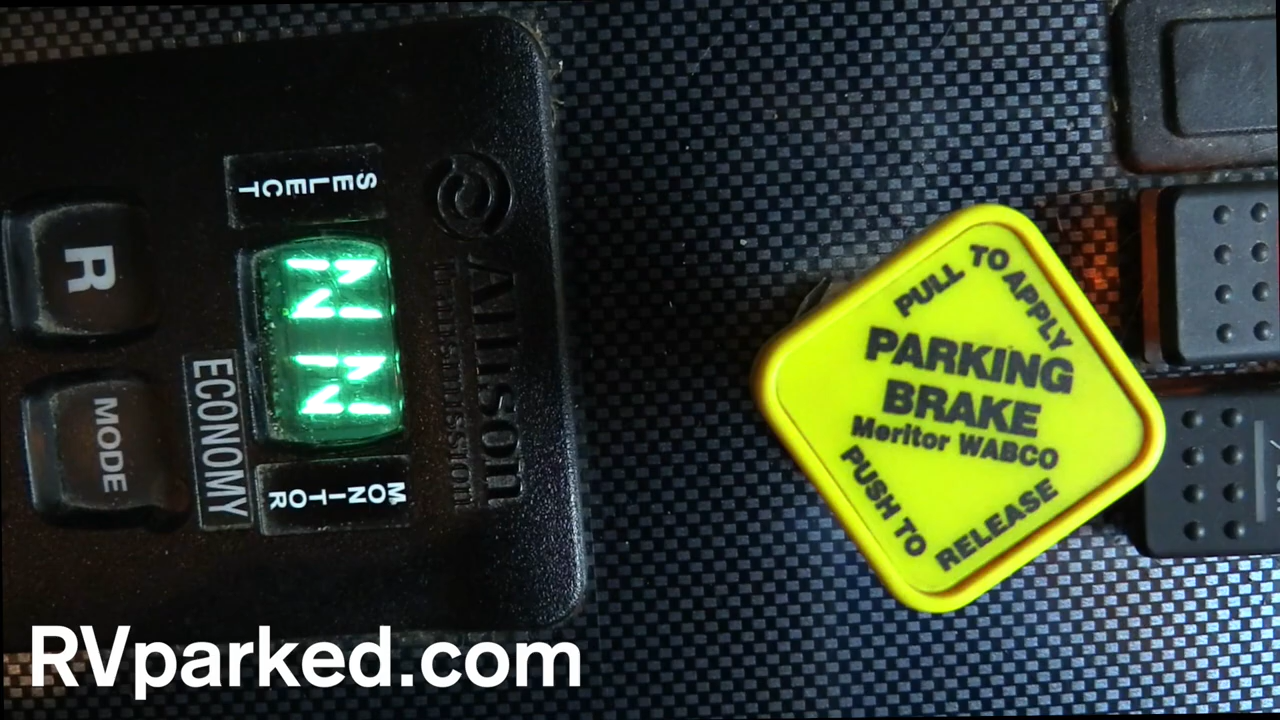 SELECT
MONITOR
N N
Allison
Transmission
ECONOMY
R
MODE
PULL TO APPLY
PARKING
BRAKE
Meritor WABCO
PUSH TO RELEASE
RVparked.com